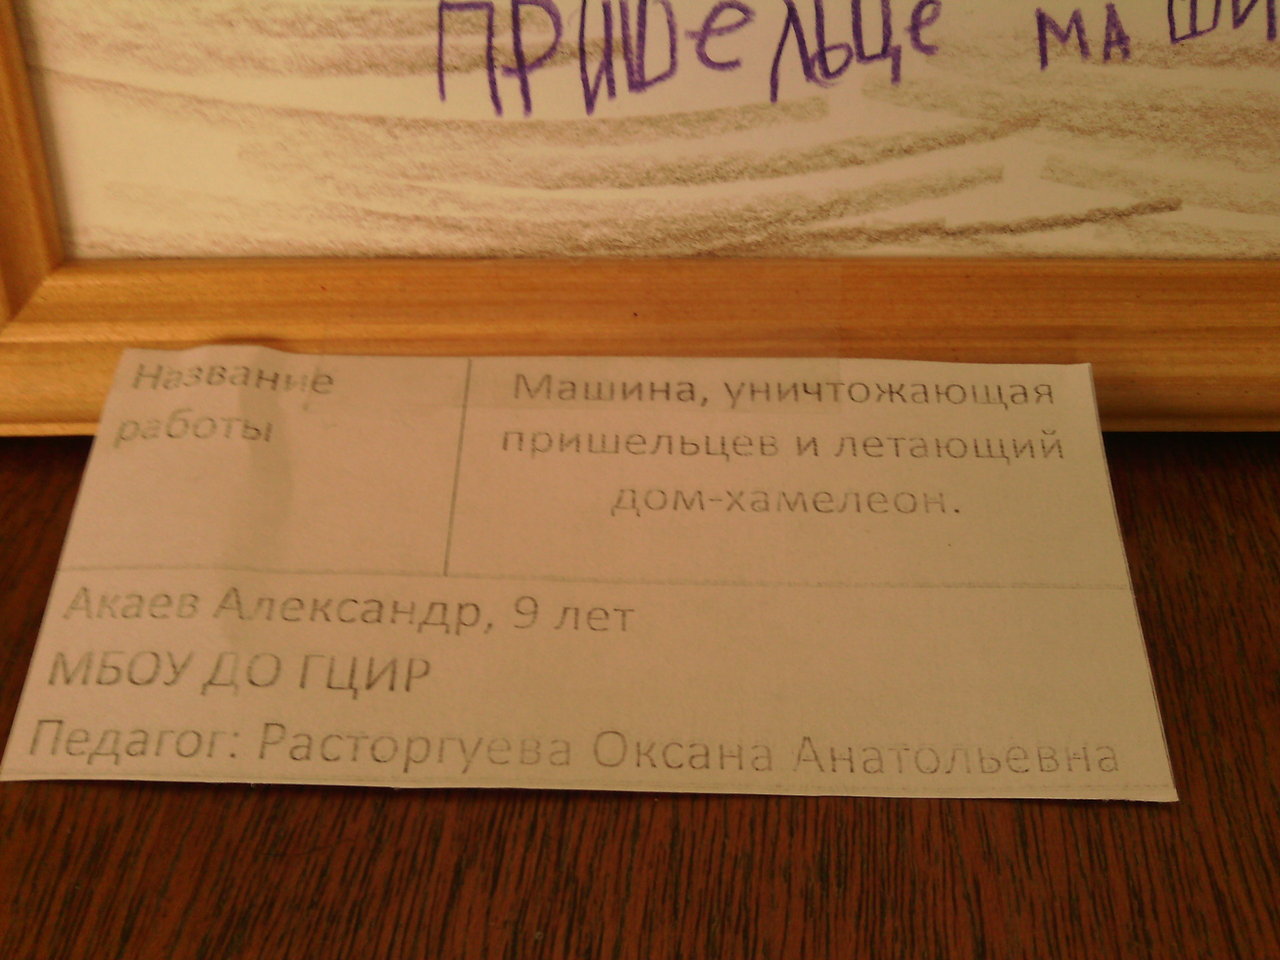 ПРИШЕЛЬЦЕ МАШИ
Название
работы
Машина, уничтожающая
пришельцев и летающий
дом-хамелеон.
Акаев Александр, 9 лет
МБОУ ДО ГЦИР
Педагог: Расторгуева Оксана Анатольевна